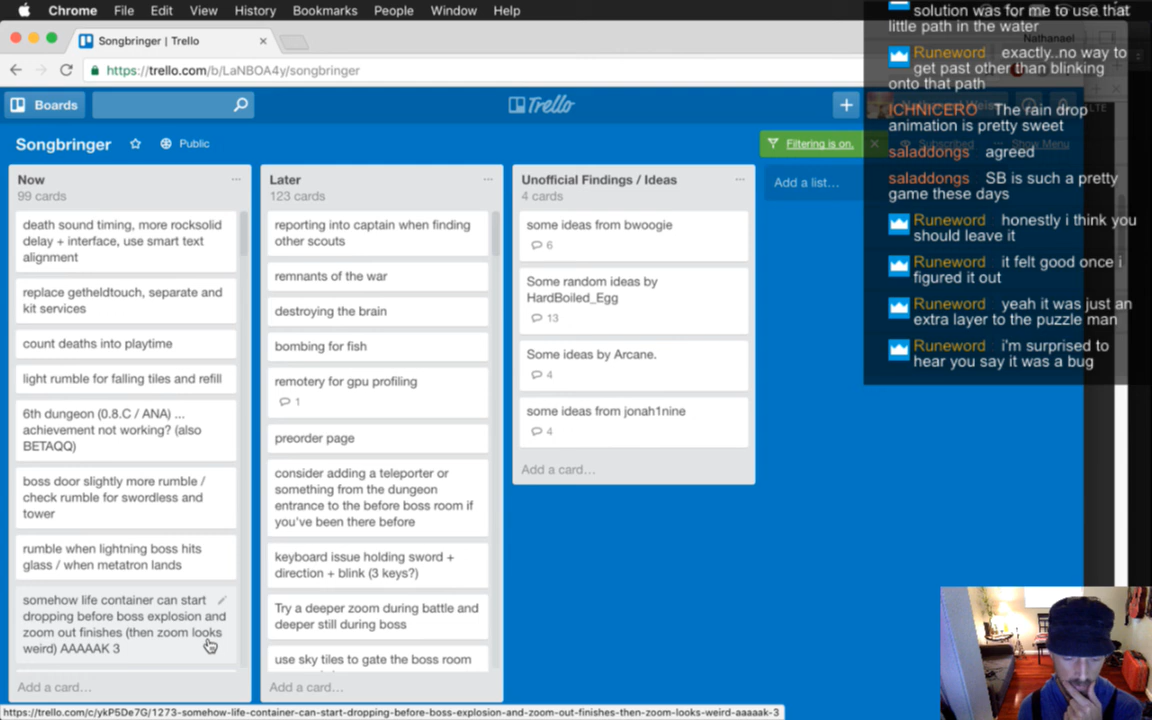 Chrome File Edit View History Bookmarks People Window Help
Songbringer | Trello
https://trello.com/b/LaNBOA4y/songbringer
Boards
Trello
Songbringer
Public
Filtering is on.
Subscribed
Show Menu
Now
99 cards
death sound timing, more rocksolid
delay + interface, use smart text
alignment
replace getheldtouch, separate and
kit services
count deaths into playtime
light rumble for falling tiles and refill
6th dungeon (0.8.C / ANA) ...
achievement not working? (also
BETAQQ)
boss door slightly more rumble /
check rumble for swordless and
tower
rumble when lightning boss hits
glass / when metatron lands
somehow life container can start
dropping before boss explosion and
zoom out finishes (then zoom looks
weird) AAAAAK 3
Add a card…
Later
123 cards
reporting into captain when finding
other scouts
remnants of the war
destroying the brain
bombing for fish
remotery for gpu profiling
1
preorder page
consider adding a teleporter or
something from the dungeon
entrance to the before boss room if
you've been there before
keyboard issue holding sword +
direction + blink (3 keys?)
Try a deeper zoom during battle and
deeper still during boss
use sky tiles to gate the boss room
Add a card…
Unofficial Findings / Ideas
4 cards
some ideas from bwoogie
6
Some random ideas by
HardBoiled_Egg
13
Some ideas by Arcane.
4
some ideas from jonah1nine
4
Add a card…
Add a list…
solution was for me to use that
little path in the water
Nathanael
Runeword exactly..no way to
get past other than blinking
onto that path
ICHNICERO The rain drop
animation is pretty sweet
saladdongs agreed
saladdongs SB is such a pretty
game these days
Runeword honestly i think you
should leave it
Runeword it felt good once i
figured it out
Runeword yeah it was just an
extra layer to the puzzle man
Runeword i'm surprised to
hear you say it was a bug
https://trello.com/c/ykP5De7G/1273-somehow-life-container-can-start-dropping-before-boss-explosion-and-zoom-out-finishes-then-zoom-looks-weird-aaaaak-3